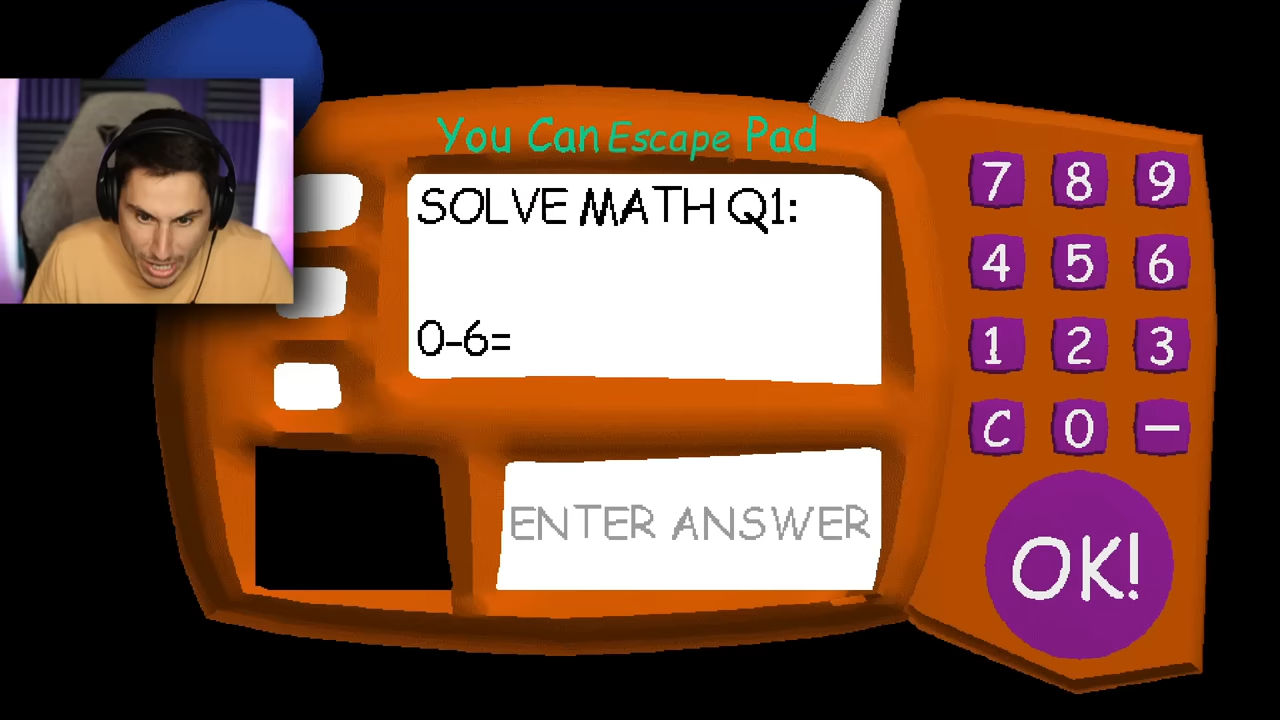 You Can Escape Pad
SOLVE MATH Q1:
0-6=
ENTER ANSWER
7 8 9
4 5 6
1 2 3
C 0 –
OK!